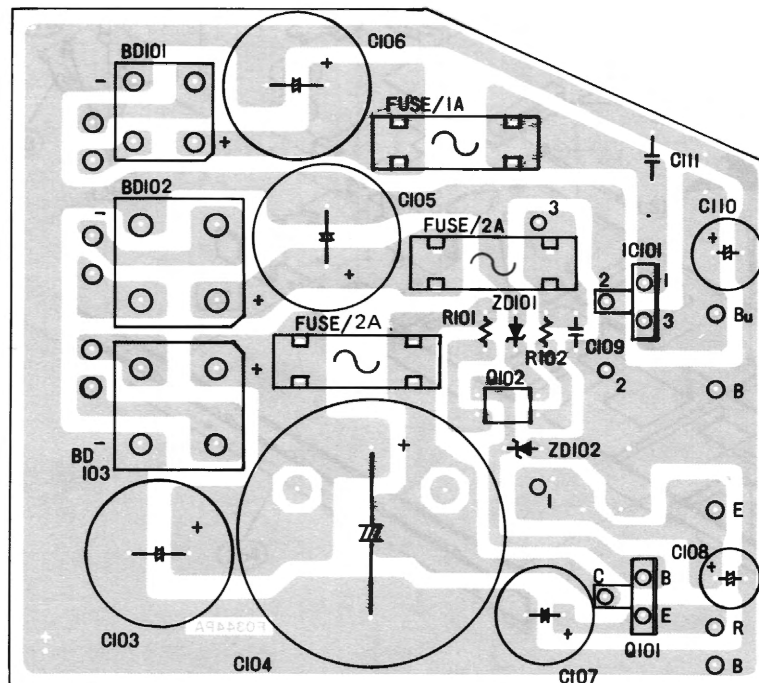 BD101
-
+
C106
+
FUSE/1A
C111
BD102
-
+
C105
+
3
FUSE/2A
C110
+
IC101
1
2
3
Bu
ZD101
R101
R102
C109
2
FUSE/2A
B
Q102
+
BD
103
-
+
ZD102
1
E
+
C103
C104
C108
+
C
B
E
R
Q101
C107
+
B
F0344PA